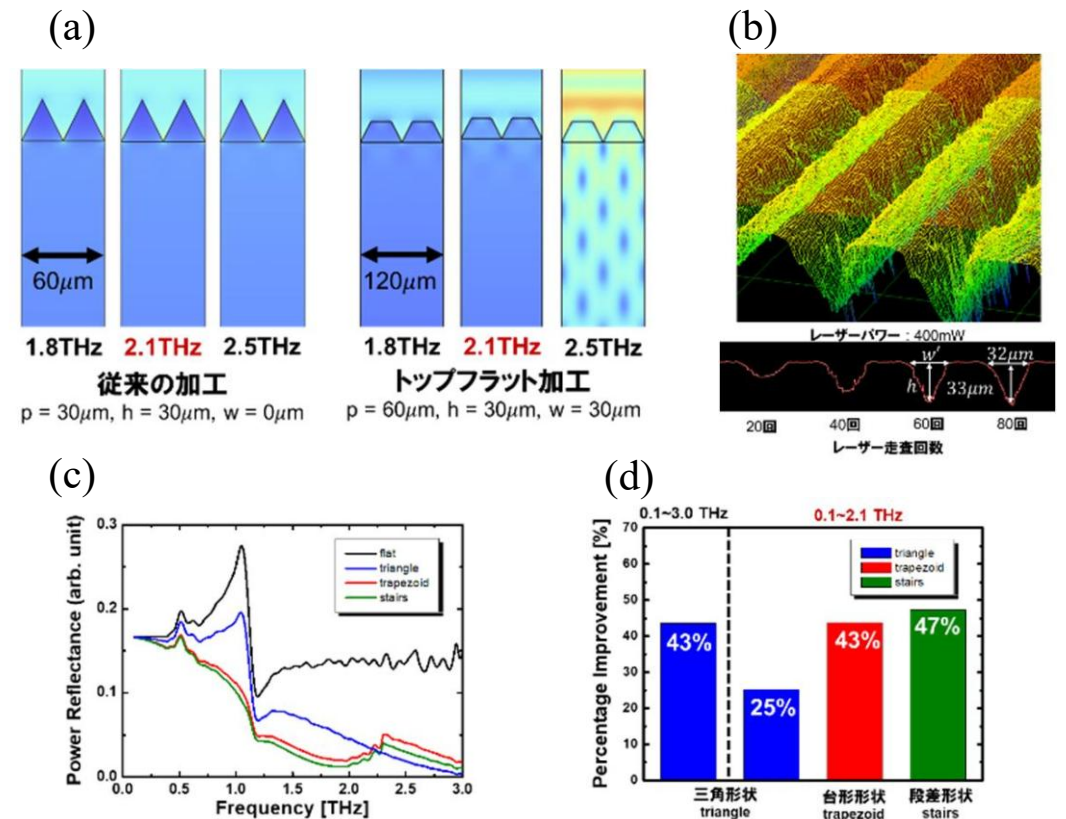 (a)
60μm
1.8THz 2.1THz 2.5THz
従来の加工
p = 30μm, h = 30μm, w = 0μm
120μm
1.8THz 2.1THz 2.5THz
トップフラット加工
p = 60μm, h = 30μm, w = 30μm
(b)
レーザーパワー : 400mW
w' 32μm
h 33μm
20回 40回 60回 80回
レーザー走査回数
(c)
Power Reflectance (arb. unit)
0.3
0.2
0.1
0.0
flat
triangle
trapezoid
stairs
0.0 0.5 1.0 1.5 2.0 2.5 3.0
Frequency [THz]
(d)
0.1~3.0 THz 0.1~2.1 THz
Percentage Improvement [%]
70
60
50
40
30
20
10
0
triangle
trapezoid
stairs
43% 25% 43% 47%
三角形状 台形形状 段差形状
triangle trapezoid stairs